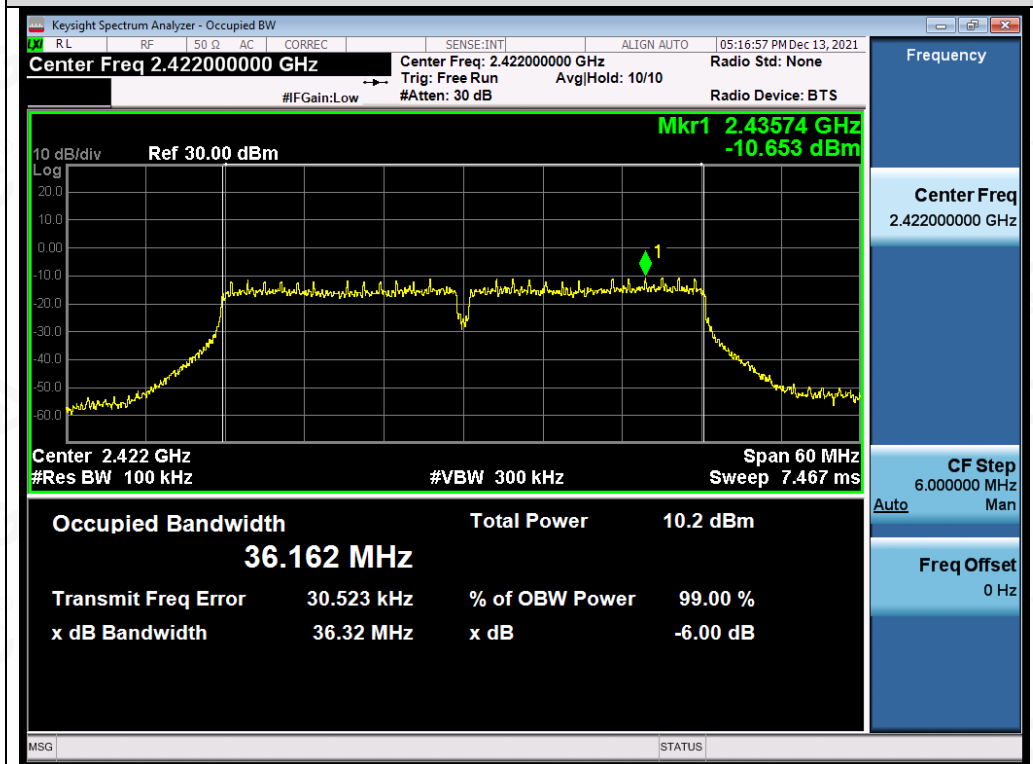 Keysight Spectrum Analyzer - Occupied BW
LXI RL RF 50 Ω AC CORREC SENSE:INT ALIGN AUTO 05:16:57 PM Dec 13, 2021
Center Freq 2.422000000 GHz
Center Freq: 2.422000000 GHz Radio Std: None
Trig: Free Run Avg|Hold: 10/10
#IFGain:Low #Atten: 30 dB Radio Device: BTS
Mkr1 2.43574 GHz
-10.653 dBm
10 dB/div Ref 30.00 dBm
Log
20.0
10.0
0.00
-10.0
-20.0
-30.0
-40.0
-50.0
-60.0
1
Center 2.422 GHz Span 60 MHz
#Res BW 100 kHz #VBW 300 kHz Sweep 7.467 ms
Occupied Bandwidth Total Power 10.2 dBm
36.162 MHz
Transmit Freq Error 30.523 kHz % of OBW Power 99.00 %
x dB Bandwidth 36.32 MHz x dB -6.00 dB
MSG STATUS
Frequency
Center Freq
2.422000000 GHz
CF Step
6.000000 MHz
Auto Man
Freq Offset
0 Hz